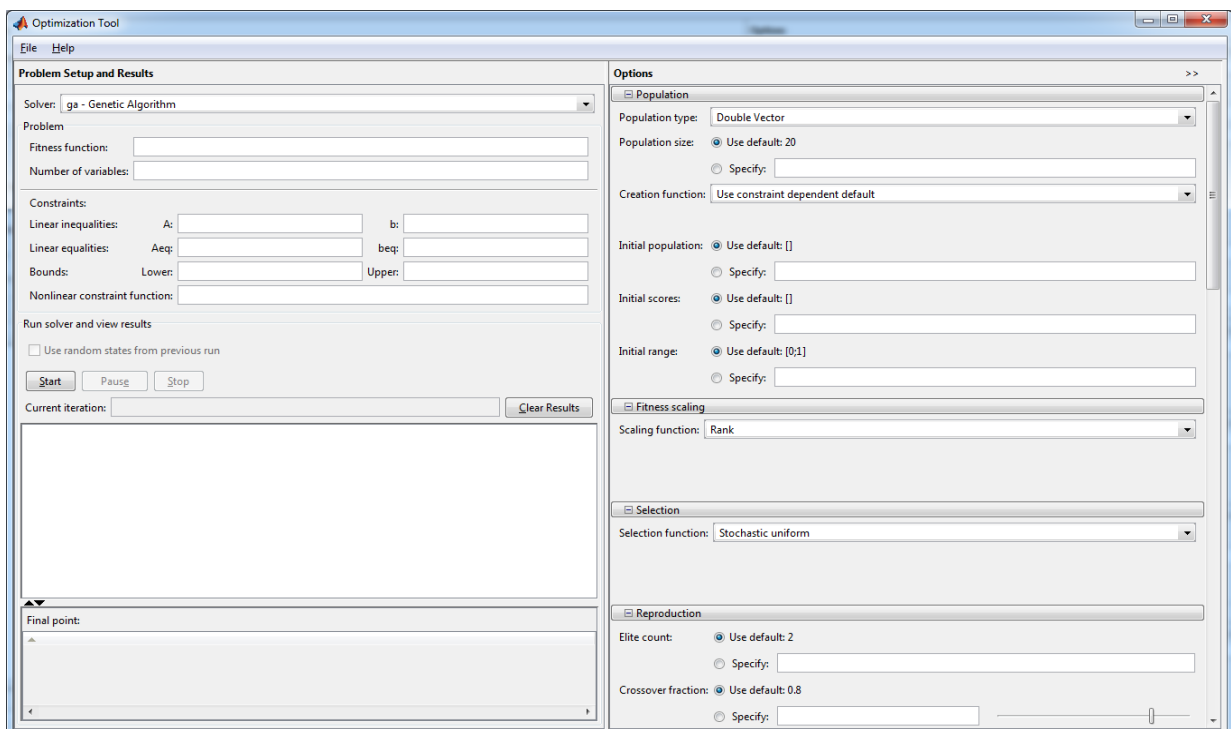 Optimization Tool
File Help
Problem Setup and Results
Solver: ga - Genetic Algorithm
Problem
Fitness function:
Number of variables:
Constraints:
Linear inequalities: A: b:
Linear equalities: Aeq: beq:
Bounds: Lower: Upper:
Nonlinear constraint function:
Run solver and view results
Use random states from previous run
Start Pause Stop
Current iteration: Clear Results
Final point:
Options >>
Population
Population type: Double Vector
Population size: Use default: 20
Specify:
Creation function: Use constraint dependent default
Initial population: Use default: []
Specify:
Initial scores: Use default: []
Specify:
Initial range: Use default: [0;1]
Specify:
Fitness scaling
Scaling function: Rank
Selection
Selection function: Stochastic uniform
Reproduction
Elite count: Use default: 2
Specify:
Crossover fraction: Use default: 0.8
Specify: